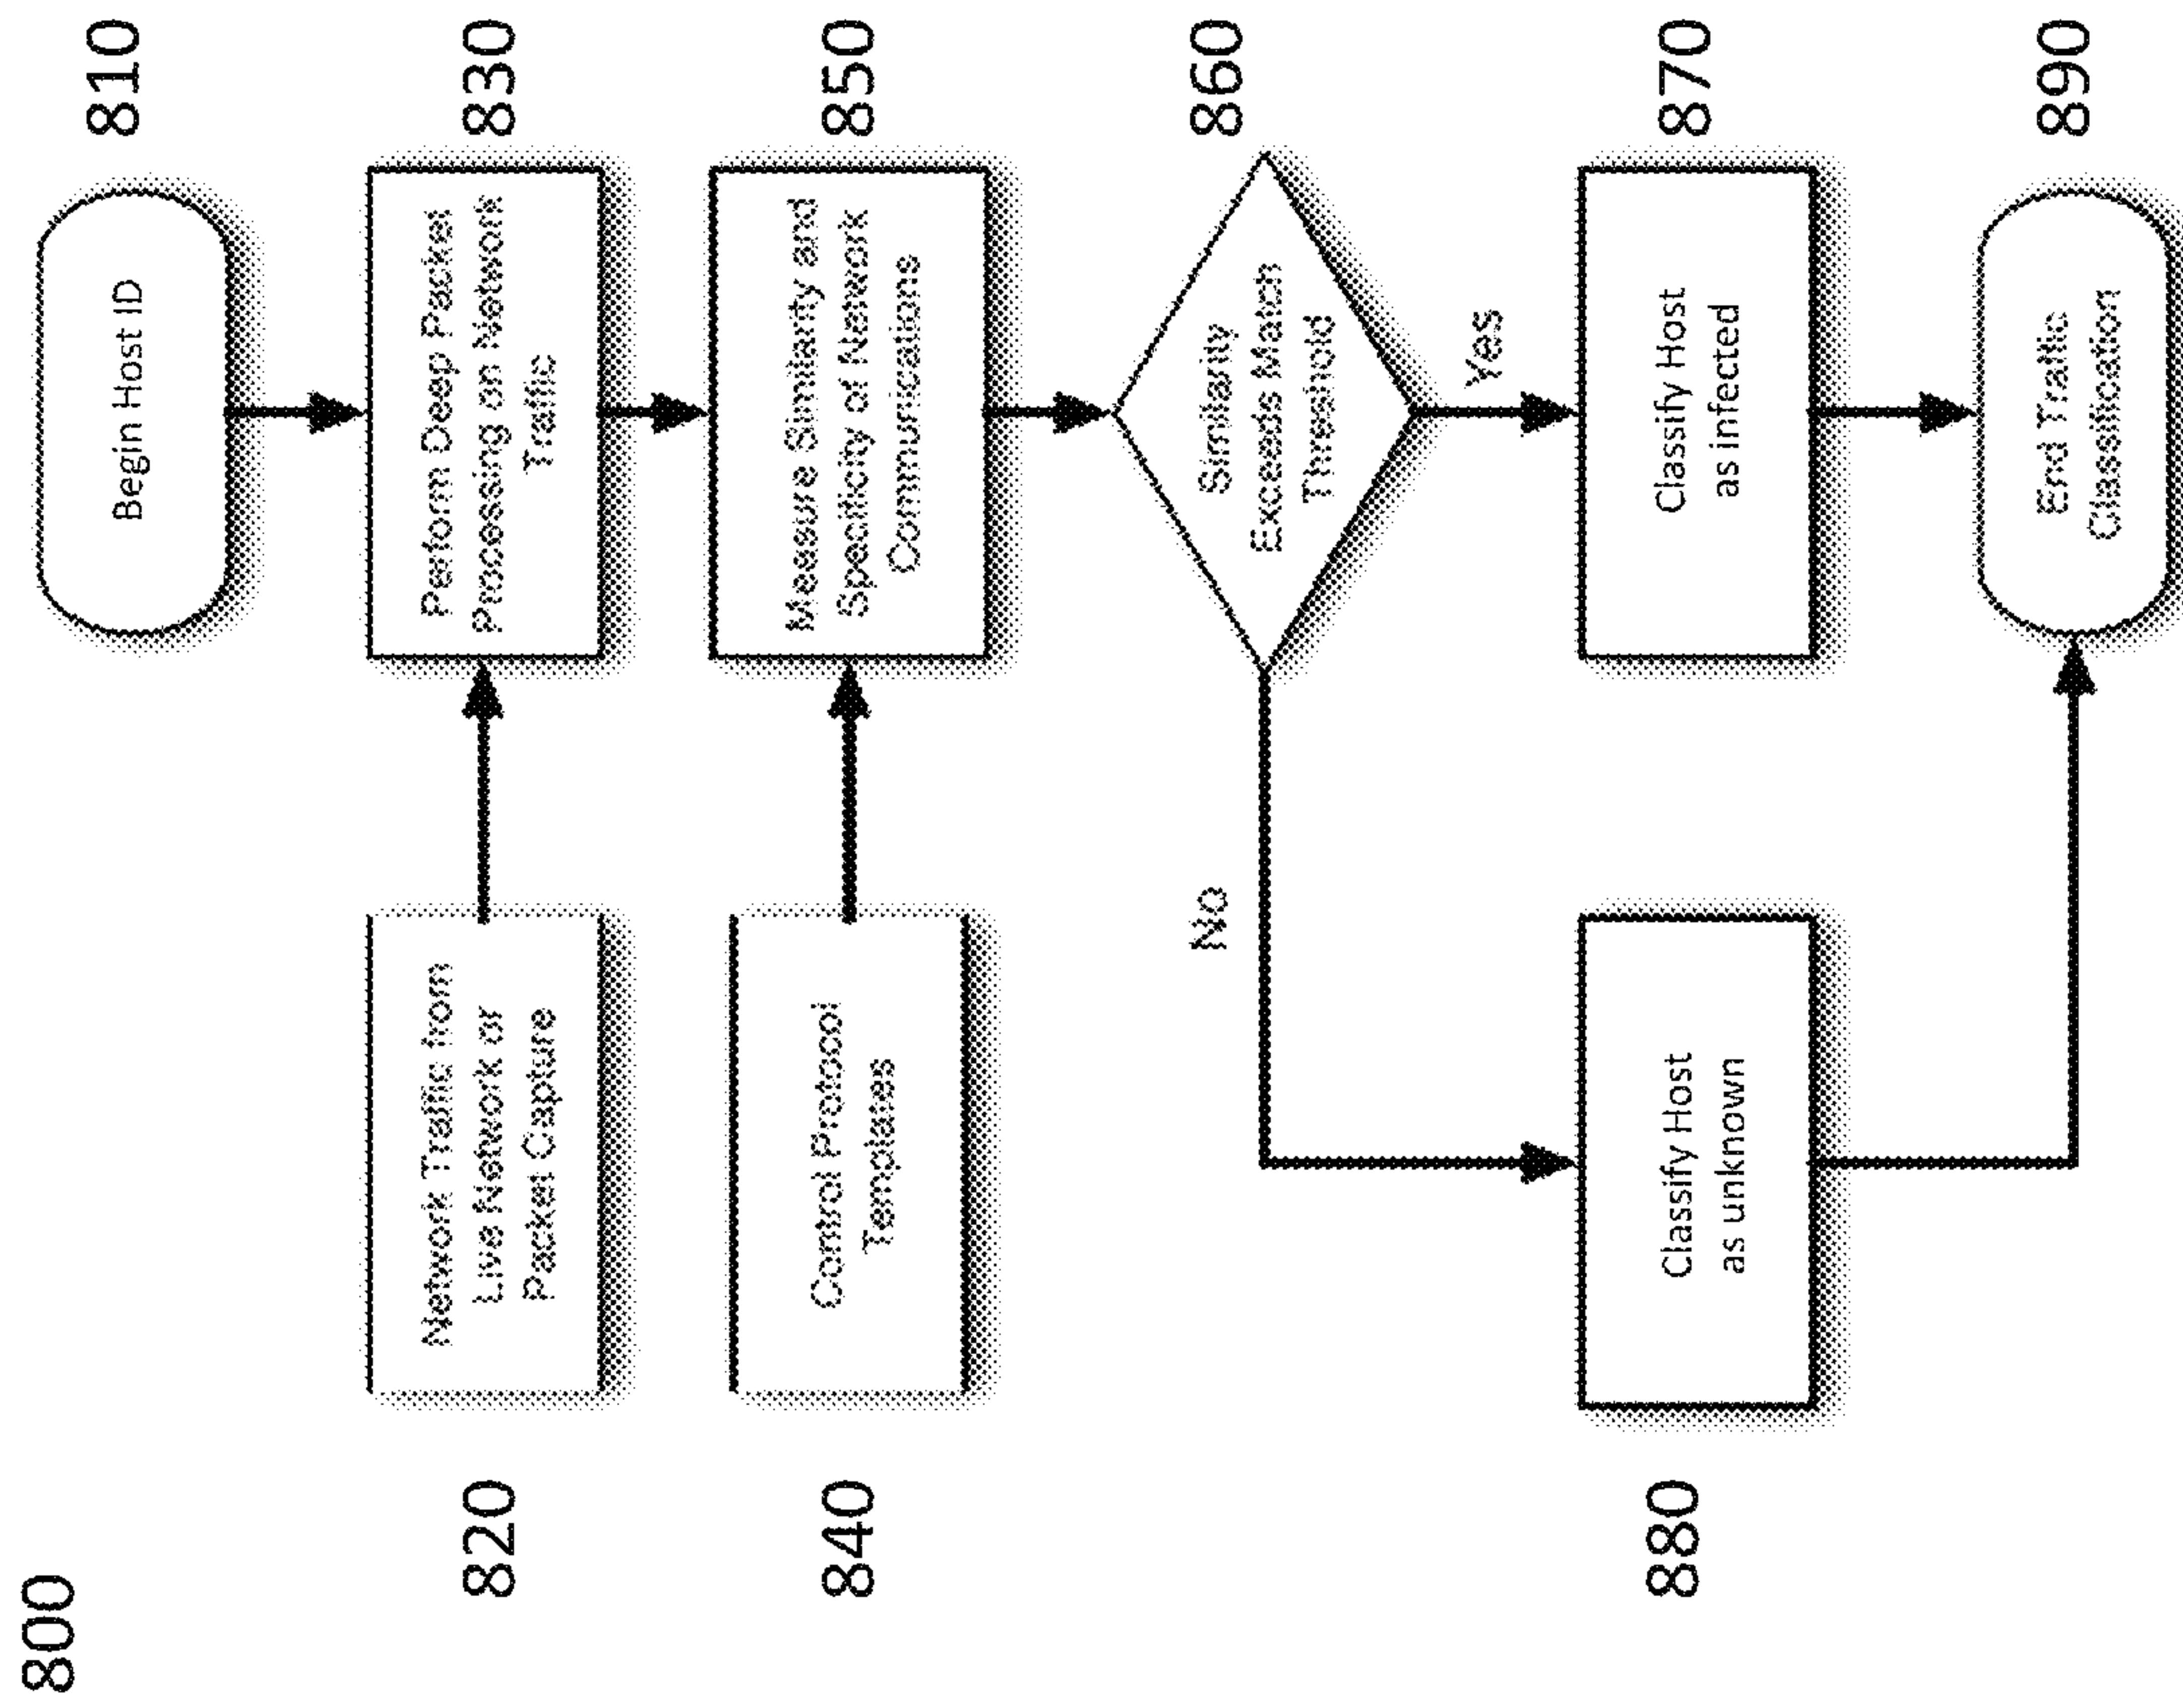 800
810
Begin Host ID
820
Network Traffic from
Live Network or
Packet Capture
Perform Deep Packet
Processing on Network
Traffic
830
840
Control Protocol
Templates
Measure Similarity and
Specificity of Network
Communications
850
Similarity
Exceeds Match
Threshold
860
No
Yes
880
Classify Host
as unknown
Classify Host
as infected
870
End Traffic
Classification
890